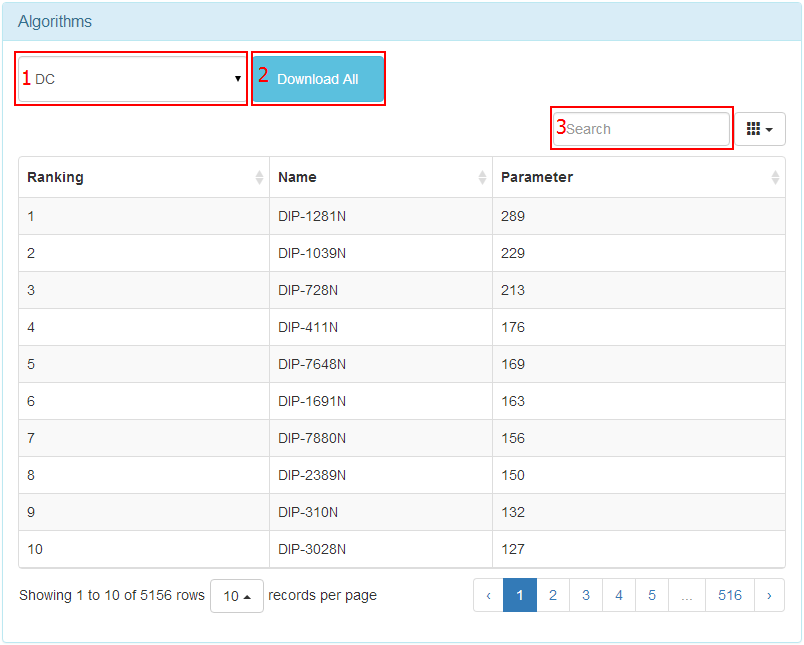 Algorithms
1 DC 2 Download All
3 Search
Ranking Name Parameter
1 DIP-1281N 289
2 DIP-1039N 229
3 DIP-728N 213
4 DIP-411N 176
5 DIP-7648N 169
6 DIP-1691N 163
7 DIP-7880N 156
8 DIP-2389N 150
9 DIP-310N 132
10 DIP-3028N 127
Showing 1 to 10 of 5156 rows 10 records per page ‹ 1 2 3 4 5 ... 516 ›